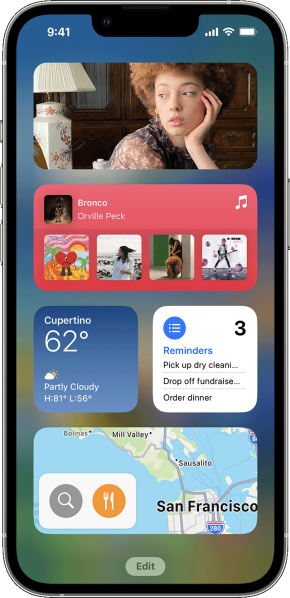 9:41
Bronco
Orville Peck
Cupertino
62°
Partly Cloudy
H:81° L:56°
3
Reminders
Pick up dry cleani...
Drop off fundraise...
Order dinner
Bolinas
Mill Valley
Sausalito
San Francisco
280
Edit